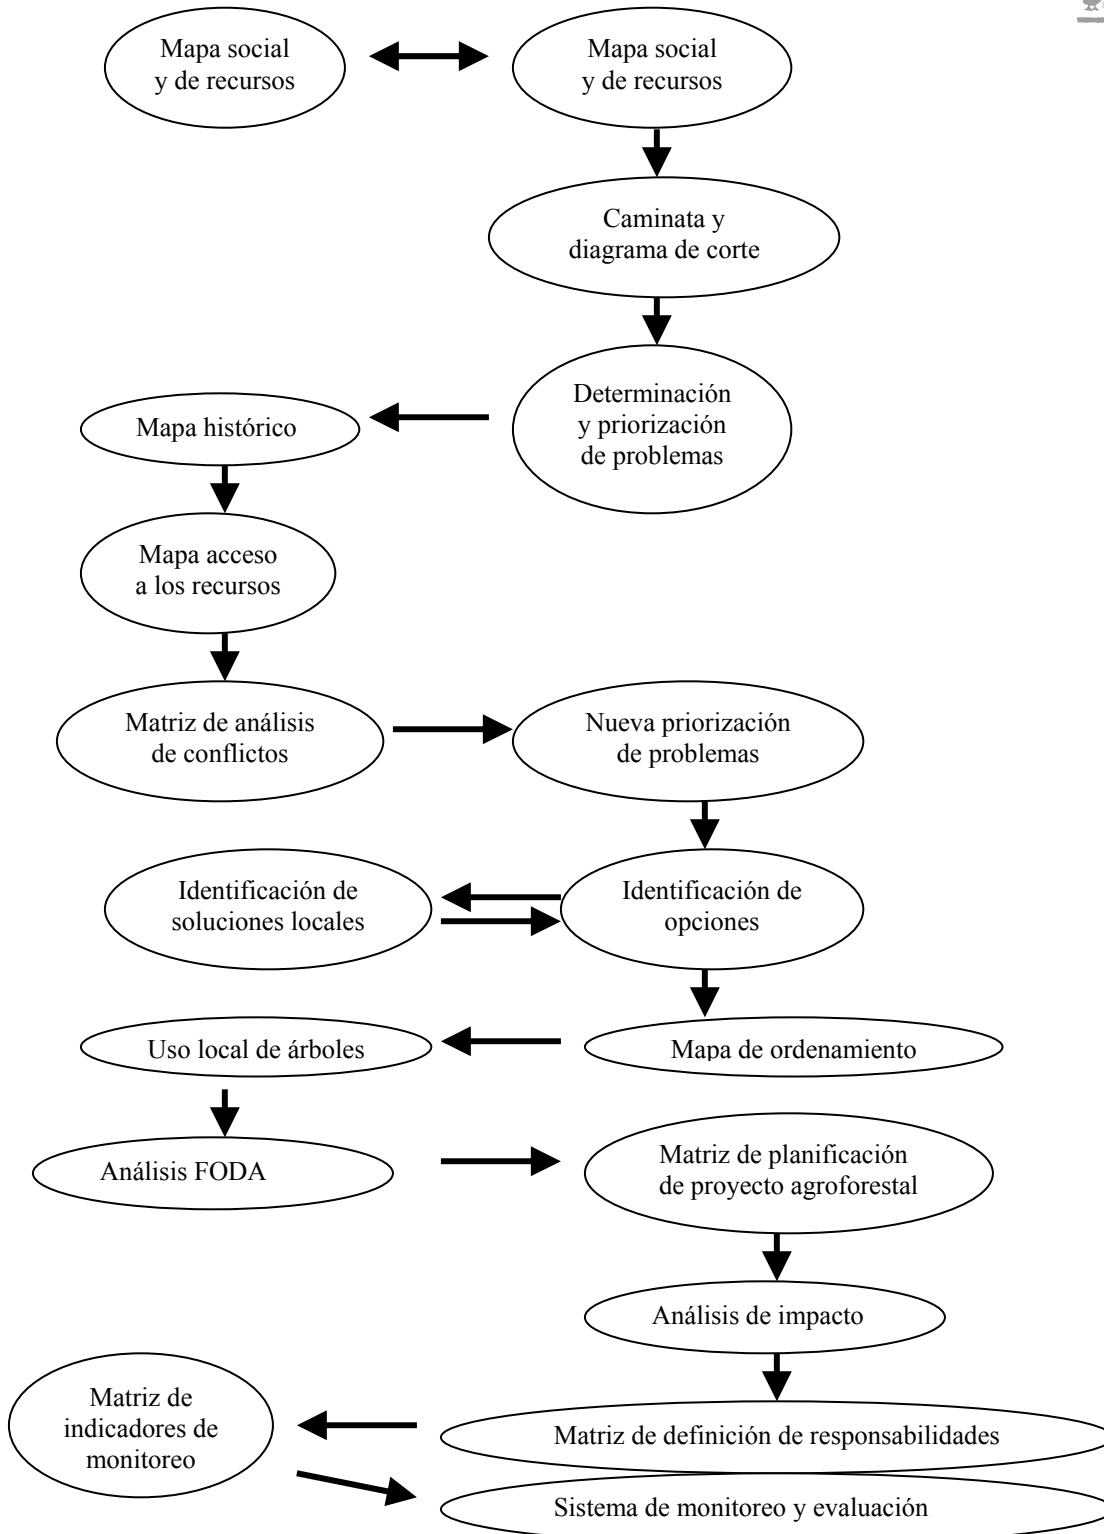 Mapa social
y de recursos
Mapa social
y de recursos
Caminata y
diagrama de corte
Determinación
y priorización
de problemas
Mapa histórico
Mapa acceso
a los recursos
Matriz de análisis
de conflictos
Nueva priorización
de problemas
Identificación de
soluciones locales
Identificación de
opciones
Uso local de árboles
Mapa de ordenamiento
Análisis FODA
Matriz de planificación
de proyecto agroforestal
Análisis de impacto
Matriz de
indicadores de
monitoreo
Matriz de definición de responsabilidades
Sistema de monitoreo y evaluación